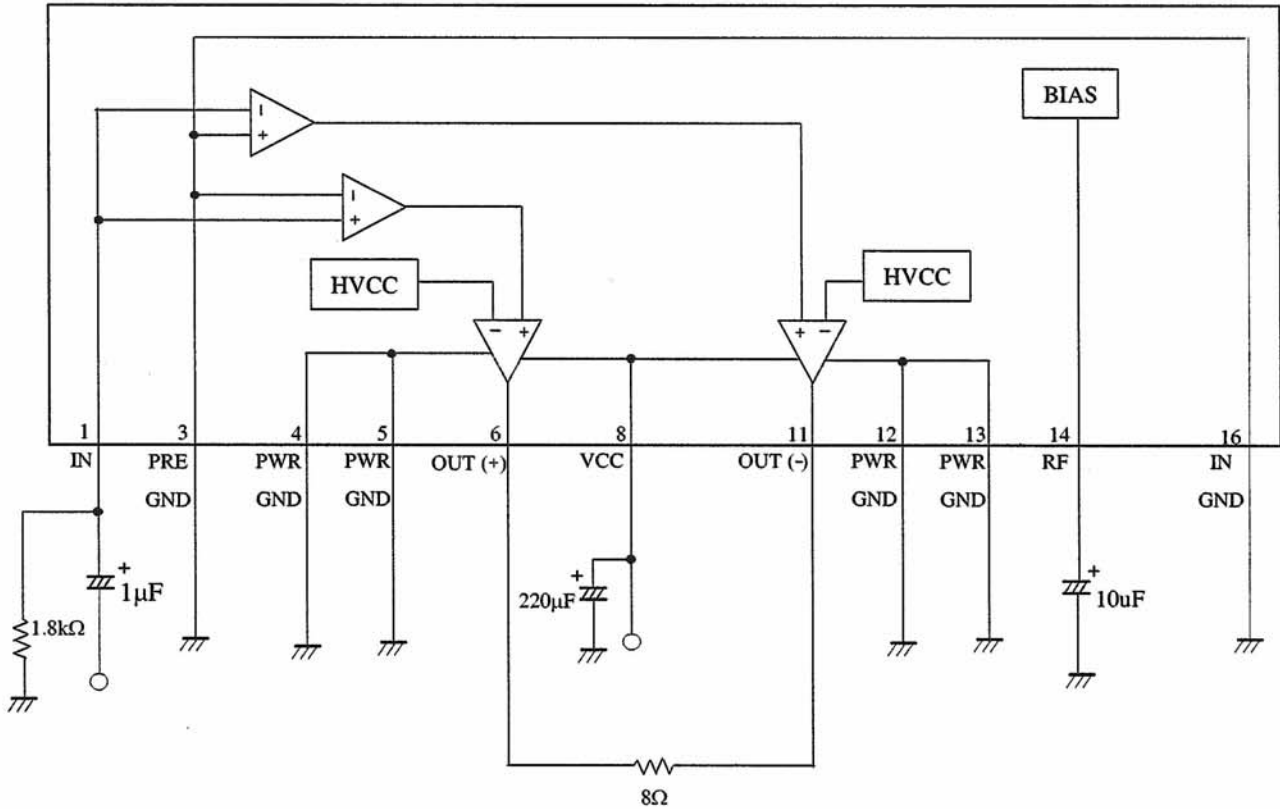 BIAS
−
+
−
+
HVCC
HVCC
− +
+ −
1 3 4 5 6 8 11 12 13 14 16
IN PRE PWR PWR OUT (+) VCC OUT (−) PWR PWR RF IN
GND GND GND GND GND GND
+
1μF
+
220μF
+
10uF
1.8kΩ
8Ω